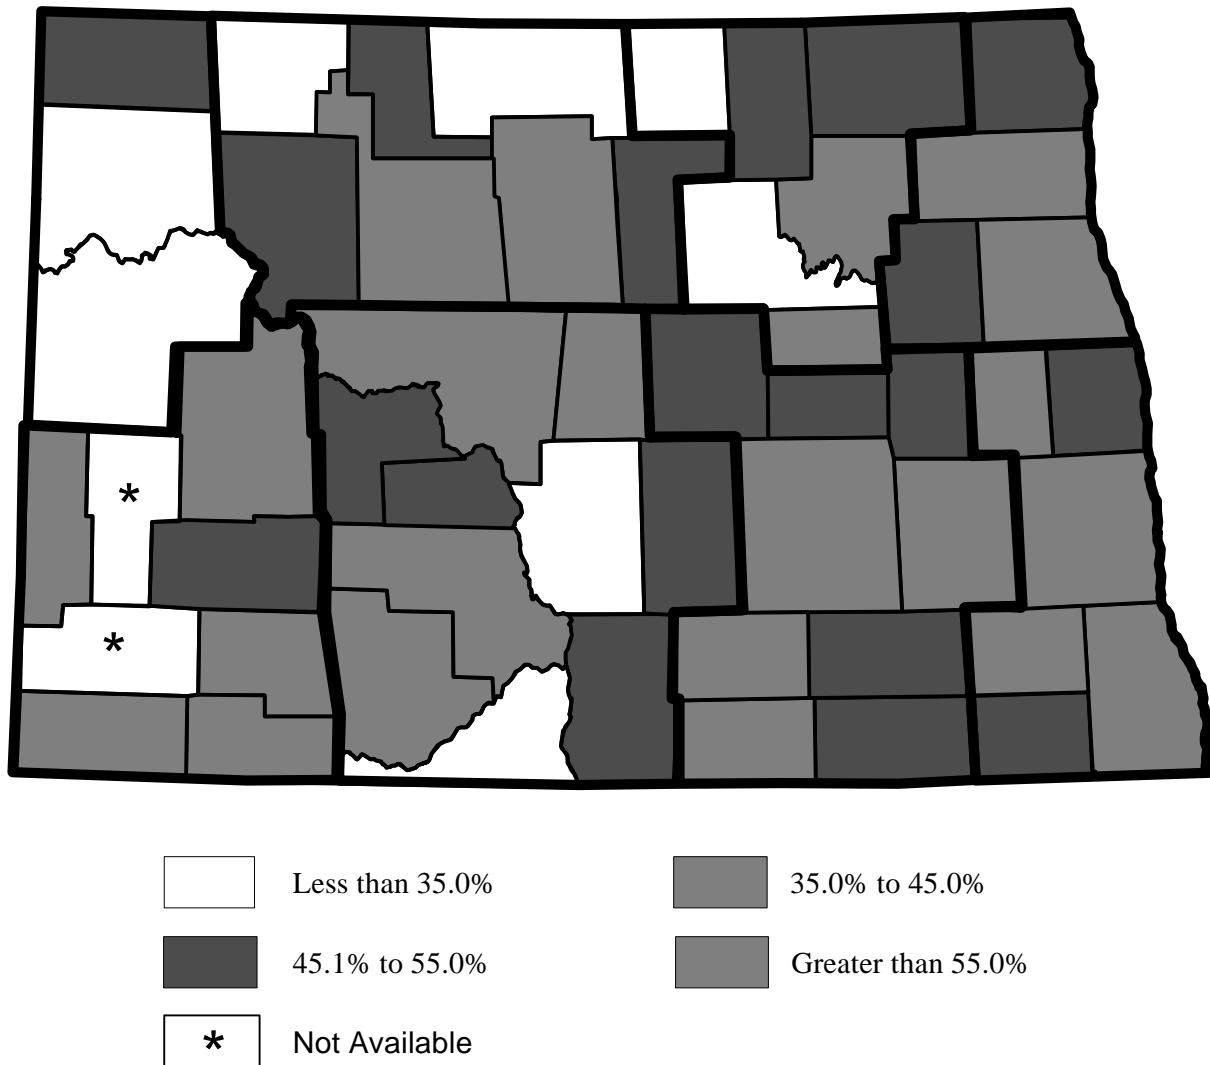 *
*
Less than 35.0%
35.0% to 45.0%
45.1% to 55.0%
Greater than 55.0%
* Not Available